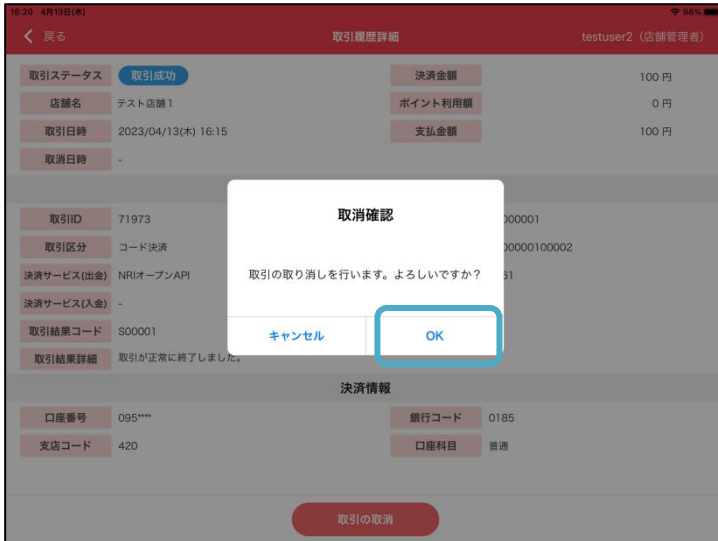 16:20 4月13日(木) 98%
戻る 取引履歴詳細 testuser2（店舗管理者）
取引ステータス 取引成功 決済金額 100 円
店舗名 テスト店舗1 ポイント利用額 0 円
取引日時 2023/04/13(木) 16:15 支払金額 100 円
取消日時 -
取消確認
取引の取り消しを行います。よろしいですか？
キャンセル OK
取引ID 71973 000001
取引区分 コード決済 00000100002
決済サービス(出金) NRIオープンAPI
決済サービス(入金) -
取引結果コード S00001
取引結果詳細 取引が正常に終了しました。
決済情報
口座番号 095**** 銀行コード 0185
支店コード 420 口座科目 普通
取引の取消